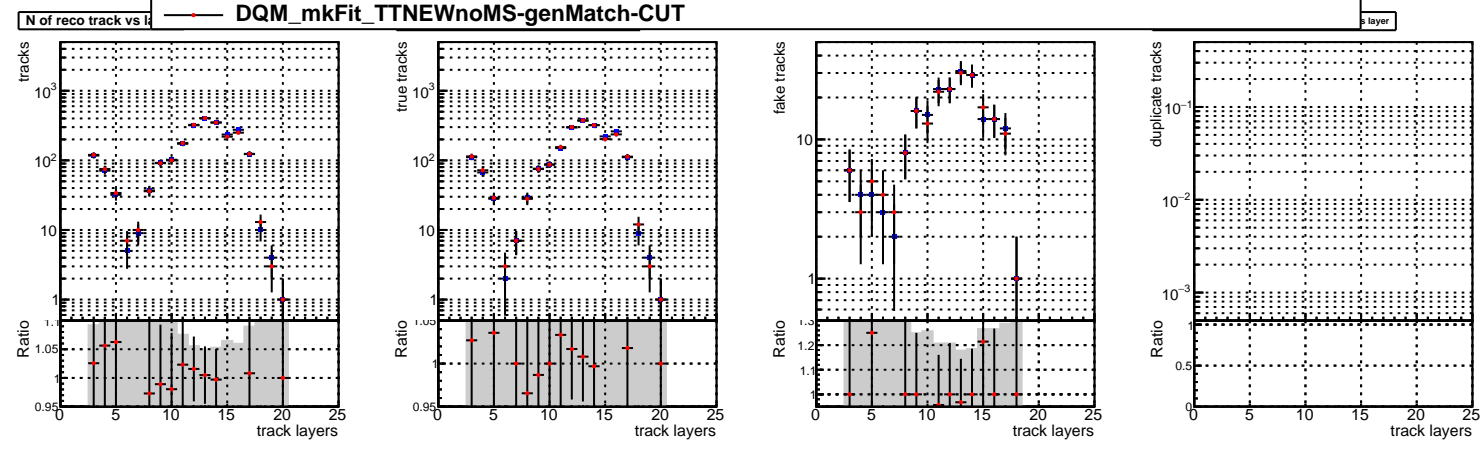 DQM_mkFit_TTNEWnoMS-genMatch-CUT
N of reco track vs la
s layer
tracks
10³
10²
10
1
Ratio
1.1
1.05
1
0.95
0 5 10 15 20 25
track layers
true tracks
10³
10²
10
1
Ratio
1.05
1
0.95
0 5 10 15 20 25
track layers
fake tracks
10
1
Ratio
1.3
1.2
1.1
1
0 5 10 15 20 25
track layers
duplicate tracks
10⁻¹
10⁻²
10⁻³
Ratio
1
0.5
0
0 5 10 15 20 25
track layers